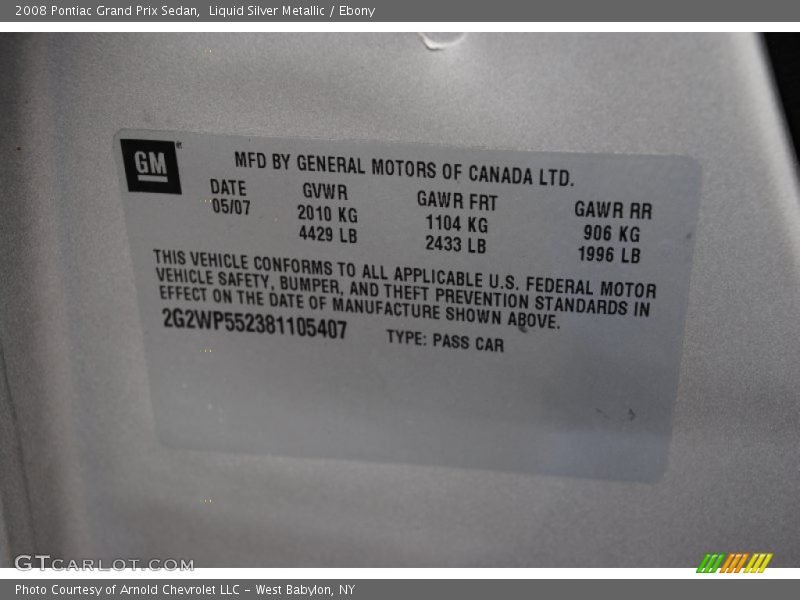 2008 Pontiac Grand Prix Sedan,  Liquid Silver Metallic / Ebony
GM
MFD BY GENERAL MOTORS OF CANADA LTD.
DATE GVWR GAWR FRT GAWR RR
05/07 2010 KG 1104 KG 906 KG
4429 LB 2433 LB 1996 LB
THIS VEHICLE CONFORMS TO ALL APPLICABLE U.S. FEDERAL MOTOR
VEHICLE SAFETY, BUMPER, AND THEFT PREVENTION STANDARDS IN
EFFECT ON THE DATE OF MANUFACTURE SHOWN ABOVE.
2G2WP552381105407 TYPE: PASS CAR
GTCARLOT.COM
Photo Courtesy of Arnold Chevrolet LLC - West Babylon, NY